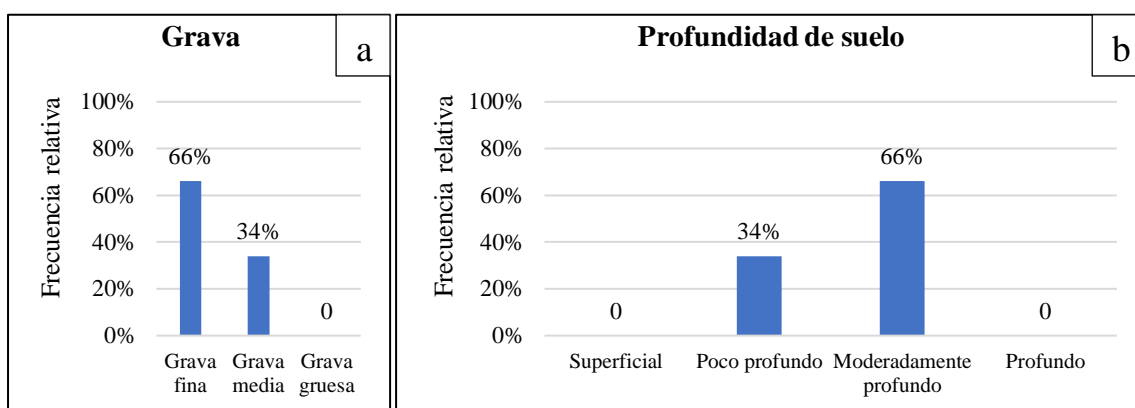 Grava
a
Frecuencia relativa
100%
80%
60%
40%
20%
0%
66%
34%
0
Grava
fina
Grava
media
Grava
gruesa
Profundidad de suelo
b
Frecuencia relativa
100%
80%
60%
40%
20%
0%
0
34%
66%
0
Superficial
Poco profundo
Moderadamente
profundo
Profundo